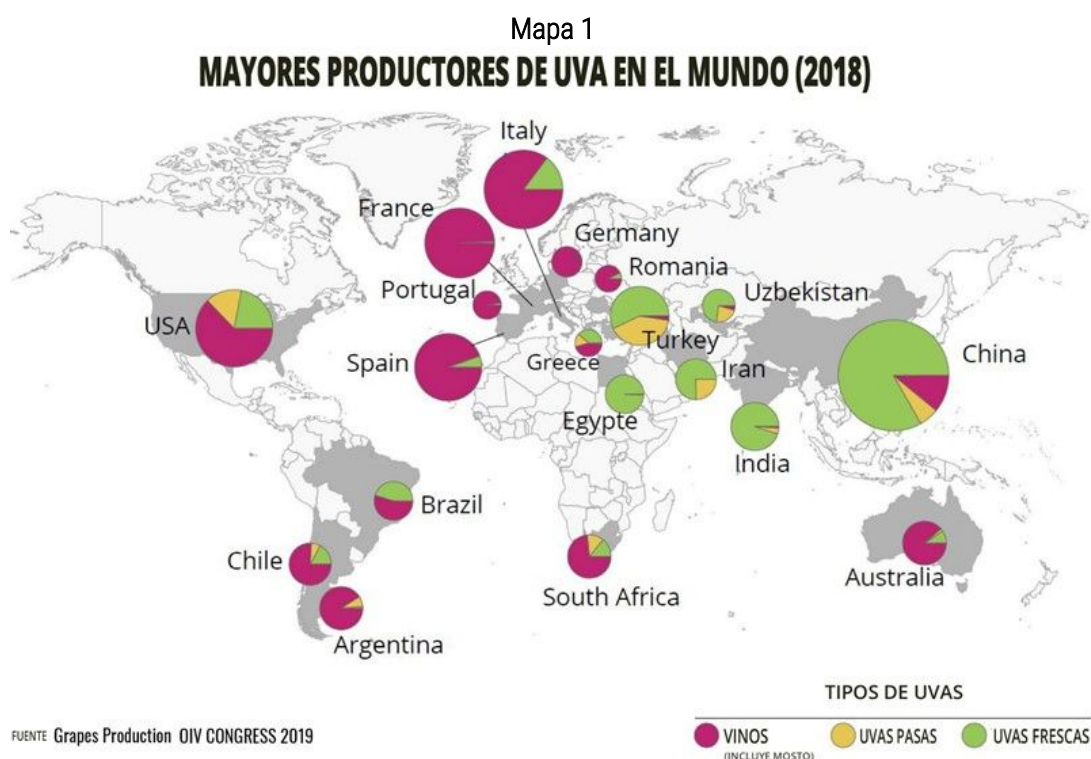 Mapa 1
MAYORES PRODUCTORES DE UVA EN EL MUNDO (2018)
Italy
France
Germany
Romania
Portugal
Uzbekistan
USA
Turkey
China
Spain
Greece
Iran
Egypte
India
Brazil
Chile
South Africa
Australia
Argentina
TIPOS DE UVAS
FUENTE Grapes Production OIV CONGRESS 2019
VINOS
(INCLUYE MOSTO)
UVAS PASAS
UVAS FRESCAS